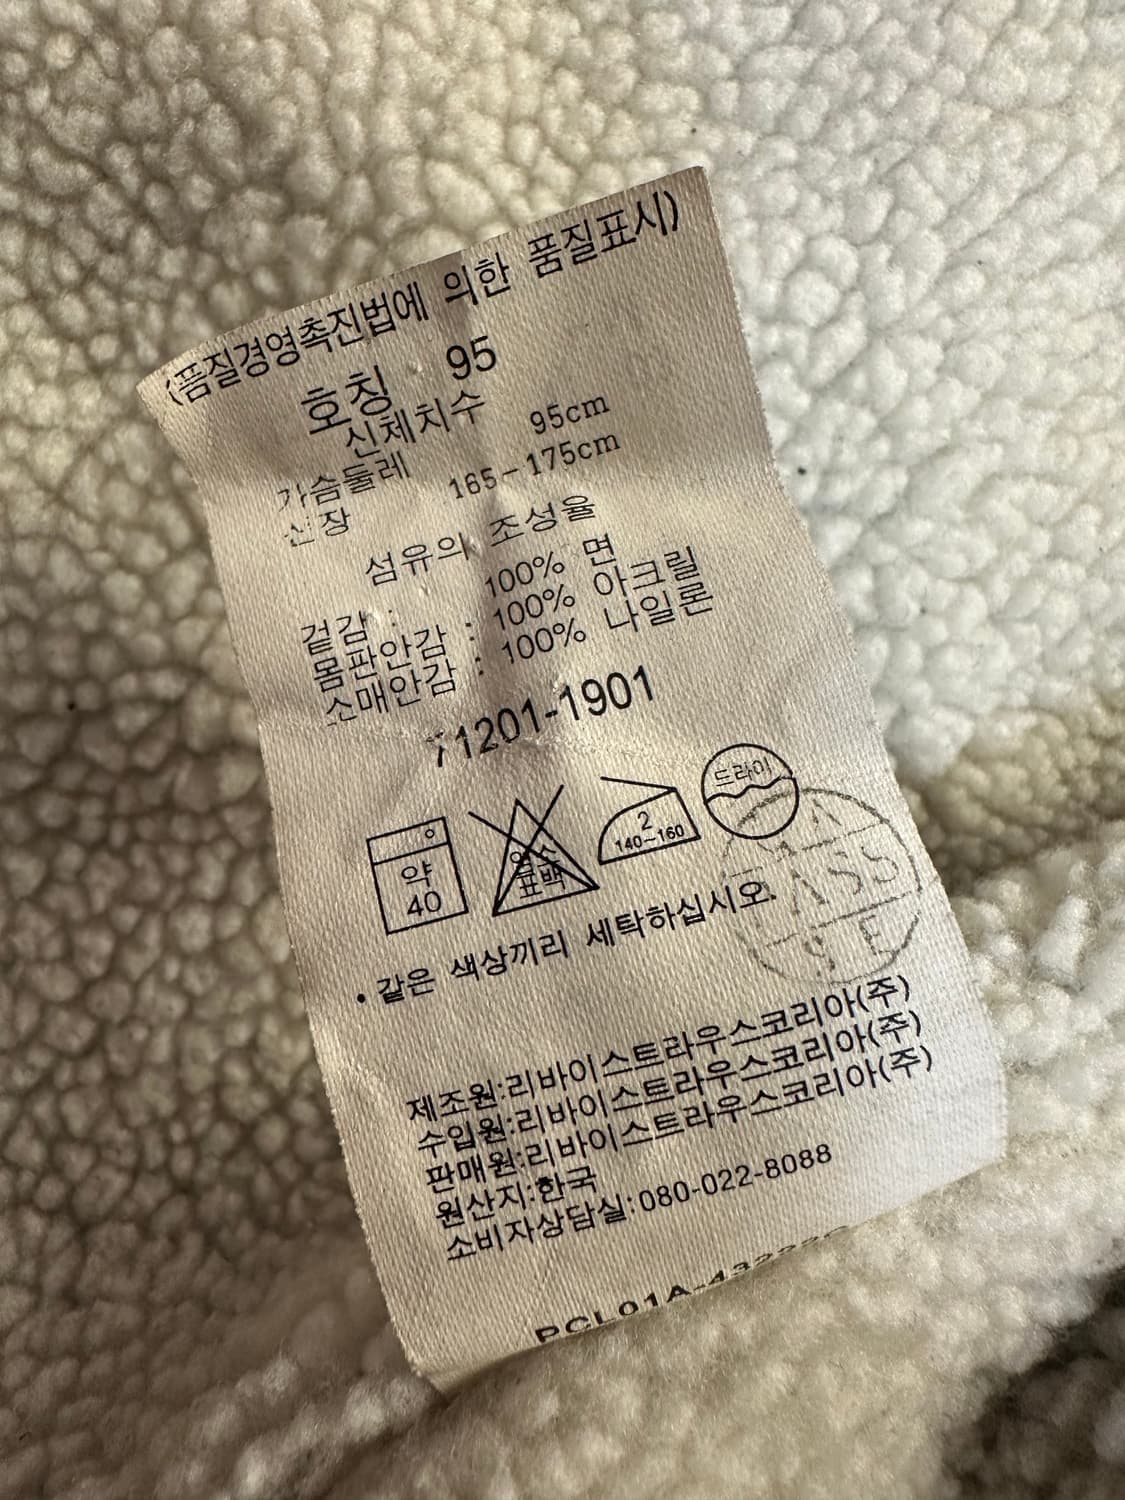 (품질경영촉진법에 의한 품질표시)
호칭 95
신체치수
가슴둘레 95cm
신장 165-175cm
섬유의 조성율
겉감 : 100% 면
몸판안감 : 100% 아크릴
소매안감 : 100% 나일론
71201-1901
약 40
염소 표백
2 140~160
드라이
• 같은 색상끼리 세탁하십시오.
제조원:리바이스트라우스코리아(주)
수입원:리바이스트라우스코리아(주)
판매원:리바이스트라우스코리아(주)
원산지:한국
소비자상담실:080-022-8088